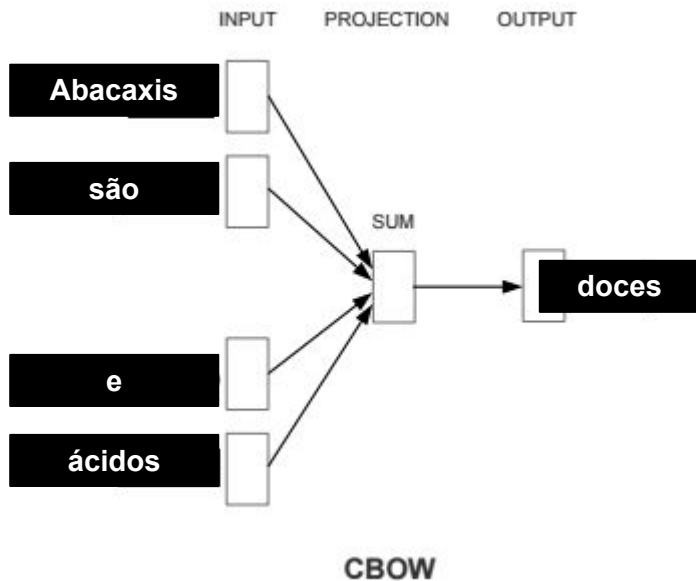 INPUT PROJECTION OUTPUT
Abacaxis
são
SUM
doces
e
ácidos
CBOW